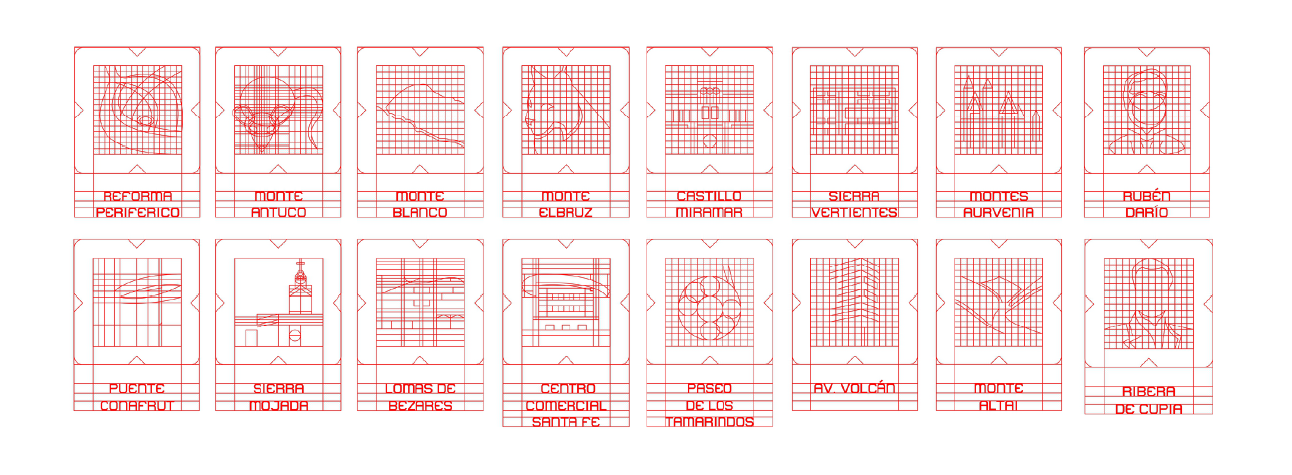 REFORMA
PERIFERICO
MONTE
ANTUCO
MONTE
BLANCO
MONTE
ELBRUZ
CASTILLO
MIRAMAR
SIERRA
VERTIENTES
MONTES
AURVENIA
RUBÉN
DARÍO
PUENTE
CONAFRUT
SIERRA
MOJADA
LOMAS DE
BEZARES
CENTRO
COMERCIAL
SANTA FE
PASEO
DE LOS
TAMARINDOS
AV. VOLCÁN
MONTE
ALTAI
RIBERA
DE CUPIA